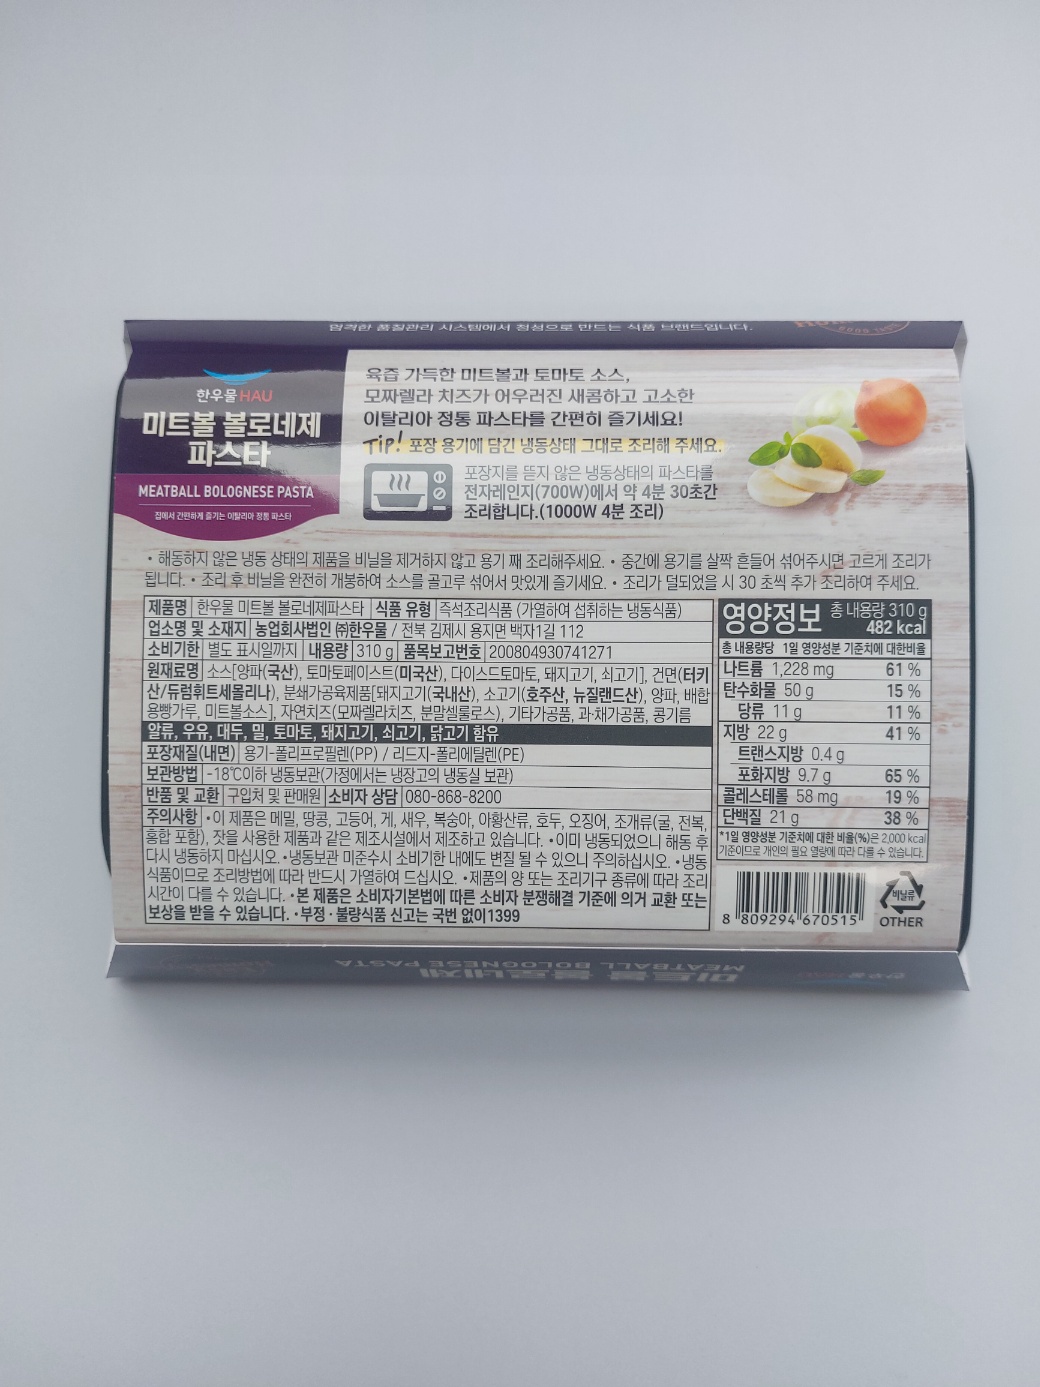 엄격한 품질관리 시스템에서 정성으로 만드는 식품 브랜드입니다.
한우물 HAU
미트볼 볼로네제
파스타
MEATBALL BOLOGNESE PASTA
집에서 간편하게 즐기는 이탈리아 정통 파스타
육즙 가득한 미트볼과 토마토 소스,
모짜렐라 치즈가 어우러진 새콤하고 고소한
이탈리아 정통 파스타를 간편히 즐기세요!
Tip! 포장 용기에 담긴 냉동상태 그대로 조리해 주세요.
포장지를 뜯지 않은 냉동상태의 파스타를
전자레인지(700W)에서 약 4분 30초간
조리합니다.(1000W 4분 조리)
• 해동하지 않은 냉동 상태의 제품을 비닐을 제거하지 않고 용기 째 조리해주세요. • 중간에 용기를 살짝 흔들어 섞어주시면 고르게 조리가
됩니다. • 조리 후 비닐을 완전히 개봉하여 소스를 골고루 섞어서 맛있게 즐기세요. • 조리가 덜되었을 시 30 초씩 추가 조리하여 주세요.
제품명 한우물 미트볼 볼로네제파스타 식품 유형 즉석조리식품 (가열하여 섭취하는 냉동식품)
업소명 및 소재지 농업회사법인 ㈜한우물 / 전북 김제시 용지면 백자1길 112
소비기한 별도 표시일까지 내용량 310 g 품목보고번호 200804930741271
원재료명 소스[양파(국산), 토마토페이스트(미국산), 다이스드토마토, 돼지고기, 쇠고기], 건면(터키
산/듀럼휘트세몰리나), 분쇄가공육제품[돼지고기(국내산), 소고기(호주산, 뉴질랜드산), 양파, 배합
용빵가루, 미트볼소스], 자연치즈(모짜렐라치즈, 분말셀룰로스), 기타가공품, 과·채가공품, 콩기름
알류, 우유, 대두, 밀, 토마토, 돼지고기, 쇠고기, 닭고기 함유
포장재질(내면) 용기-폴리프로필렌(PP) / 리드지-폴리에틸렌(PE)
보관방법 -18℃이하 냉동보관(가정에서는 냉장고의 냉동실 보관)
반품 및 교환 구입처 및 판매원 소비자 상담 080-868-8200
주의사항 •이 제품은 메밀, 땅콩, 고등어, 게, 새우, 복숭아, 아황산류, 호두, 오징어, 조개류(굴, 전복,
홍합 포함), 잣을 사용한 제품과 같은 제조시설에서 제조하고 있습니다. •이미 냉동되었으니 해동 후
다시 냉동하지 마십시오. •냉동보관 미준수시 소비기한 내에도 변질 될 수 있으니 주의하십시오. •냉동
식품이므로 조리방법에 따라 반드시 가열하여 드십시오. •제품의 양 또는 조리기구 종류에 따라 조리
시간이 다를 수 있습니다. •본 제품은 소비자기본법에 따른 소비자 분쟁해결 기준에 의거 교환 또는
보상을 받을 수 있습니다. •부정·불량식품 신고는 국번 없이1399
영양정보 총 내용량 310 g
482 kcal
총 내용량당 1일 영양성분 기준치에 대한비율
나트륨 1,228 mg 61 %
탄수화물 50 g 15 %
당류 11 g 11 %
지방 22 g 41 %
트랜스지방 0.4 g
포화지방 9.7 g 65 %
콜레스테롤 58 mg 19 %
단백질 21 g 38 %
*1일 영양성분 기준치에 대한 비율(%)은 2,000 kcal
기준이므로 개인의 필요 열량에 따라 다를 수 있습니다.
8 809294 670515
비닐류
OTHER
미트볼 볼로네제
MEATBALL BOLOGNESE PASTA